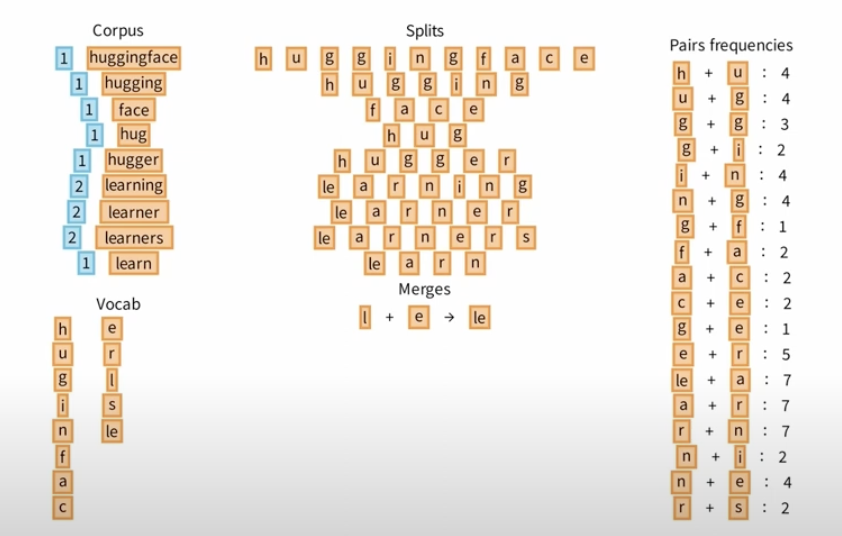 Corpus
1 huggingface
1 hugging
1 face
1 hug
1 hugger
2 learning
2 learner
2 learners
1 learn
Splits
h u g g i n g f a c e
h u g g i n g
f a c e
h u g
h u g g e r
le a r n i n g
le a r n e r
le a r n e r s
le a r n
Merges
l + e → le
Vocab
h e
u r
g l
i s
n le
f
a
c
Pairs frequencies
h + u : 4
u + g : 4
g + g : 3
g + i : 2
i + n : 4
n + g : 4
g + f : 1
f + a : 2
a + c : 2
c + e : 2
g + e : 1
e + r : 5
le + a : 7
a + r : 7
r + n : 7
n + i : 2
n + e : 4
r + s : 2